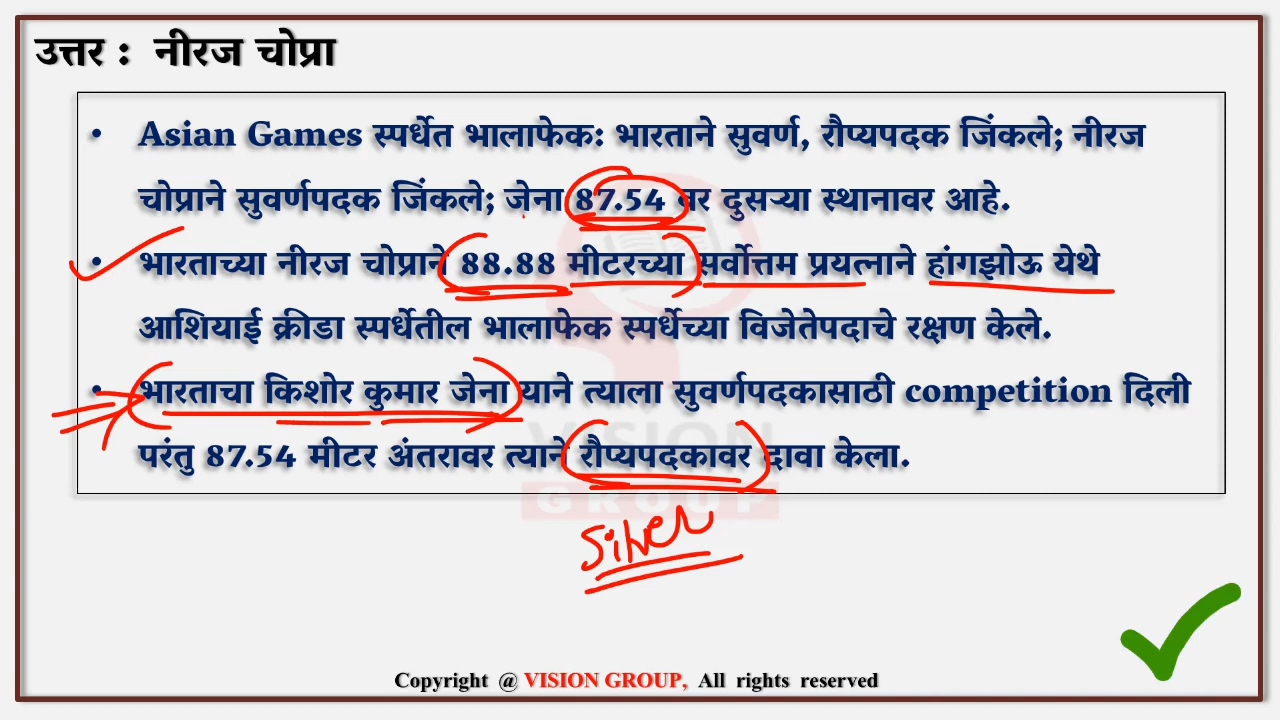 उत्तर : नीरज चोप्रा
• Asian Games स्पर्धेत भालाफेक: भारताने सुवर्ण, रौप्यपदक जिंकले; नीरज
चोप्राने सुवर्णपदक जिंकले; जेना 87.54 वर दुसऱ्या स्थानावर आहे.
• भारताच्या नीरज चोप्राने 88.88 मीटरच्या सर्वोत्तम प्रयत्नाने हांगझोऊ येथे
आशियाई क्रीडा स्पर्धेतील भालाफेक स्पर्धेच्या विजेतेपदाचे रक्षण केले.
• भारताचा किशोर कुमार जेना याने त्याला सुवर्णपदकासाठी competition दिली
परंतु 87.54 मीटर अंतरावर त्याने रौप्यपदकावर दावा केला.
VISION
GROUP
Silver
Copyright @ VISION GROUP, All rights reserved